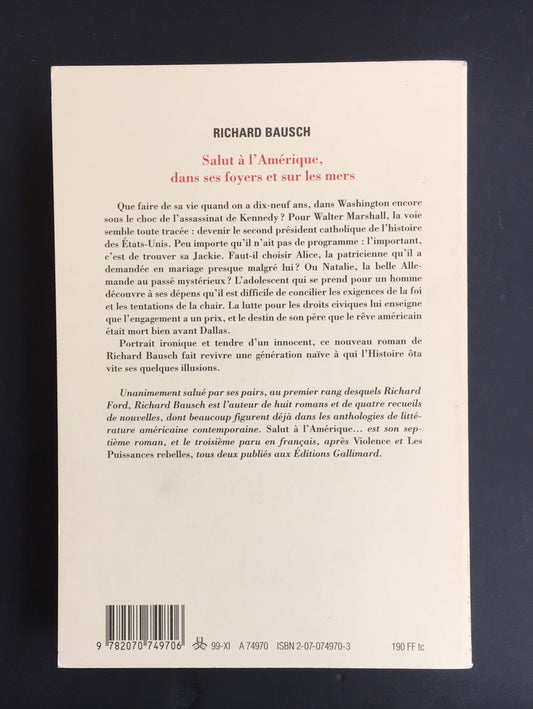 RICHARD BAUSCH
Salut à l'Amérique,
dans ses foyers et sur les mers
Que faire de sa vie quand on a dix-neuf ans, dans Washington encore
sous le choc de l'assassinat de Kennedy ? Pour Walter Marshall, la voie
semble toute tracée : devenir le second président catholique de l'histoire
des États-Unis. Peu importe qu'il n'ait pas de programme : l'important,
c'est de trouver sa Jackie. Faut-il choisir Alice, la patricienne qu'il a
demandée en mariage presque malgré lui ? Ou Natalie, la belle Alle-
mande au passé mystérieux ? L'adolescent qui se prend pour un homme
découvre à ses dépens qu'il est difficile de concilier les exigences de la foi
et les tentations de la chair. La lutte pour les droits civiques lui enseigne
que l'engagement a un prix, et le destin de son père que le rêve américain
était mort bien avant Dallas.
Portrait ironique et tendre d'un innocent, ce nouveau roman de
Richard Bausch fait revivre une génération naïve à qui l'Histoire ôta
vite ses quelques illusions.
Unanimement salué par ses pairs, au premier rang desquels Richard
Ford, Richard Bausch est l'auteur de huit romans et de quatre recueils
de nouvelles, dont beaucoup figurent déjà dans les anthologies de litté-
rature américaine contemporaine. Salut à l'Amérique... est son sep-
tième roman, et le troisième paru en français, après Violence et Les
Puissances rebelles, tous deux publiés aux Éditions Gallimard.
9 782070 749706 99-XI A 74970 ISBN 2-07-074970-3 190 FF tc